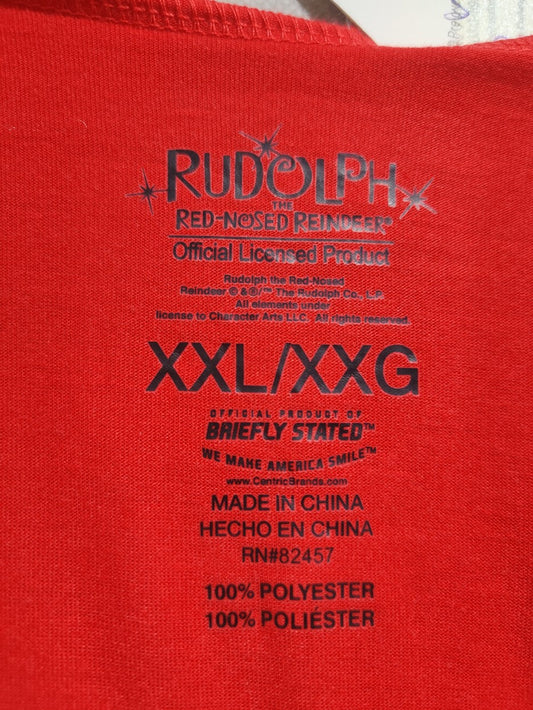 RUDOLPH
THE
RED-NOSED REINDEER®
Official Licensed Product
Rudolph the Red-Nosed
Reindeer © & ®/™ The Rudolph Co., L.P.
All elements under
license to Character Arts LLC. All rights reserved.
XXL/XXG
OFFICIAL PRODUCT OF
BRIEFLY STATED™
WE MAKE AMERICA SMILE™
www.CentricBrands.com
MADE IN CHINA
HECHO EN CHINA
RN#82457
100% POLYESTER
100% POLIÉSTER